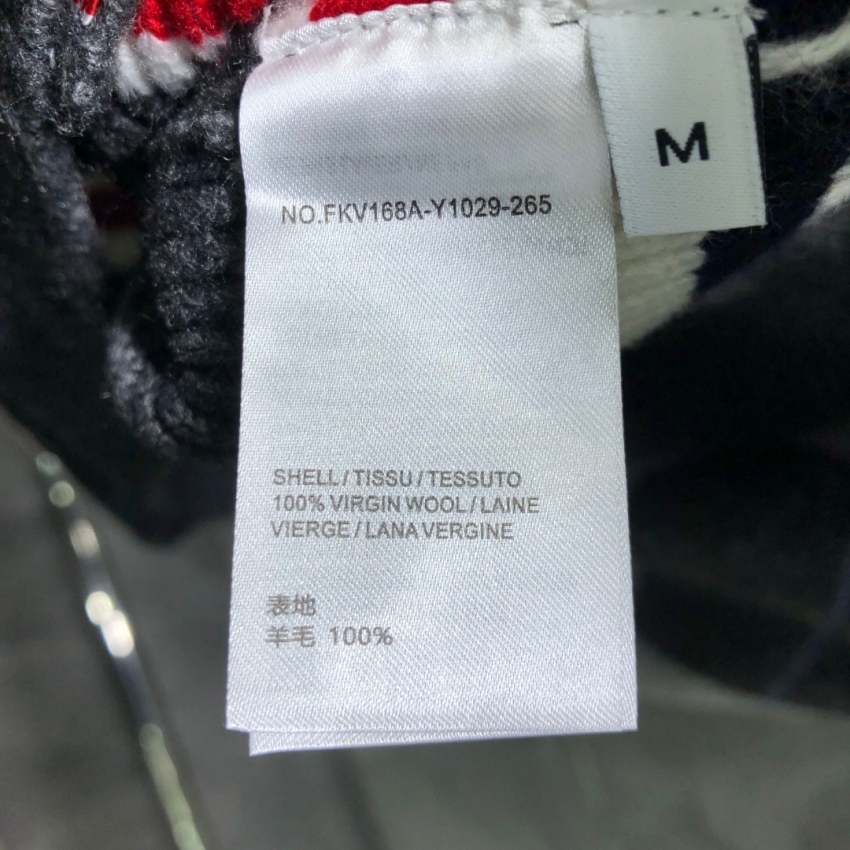 M
NO.FKV168A-Y1029-265
SHELL / TISSU / TESSUTO
100% VIRGIN WOOL / LAINE
VIERGE / LANA VERGINE
表地
羊毛 100%